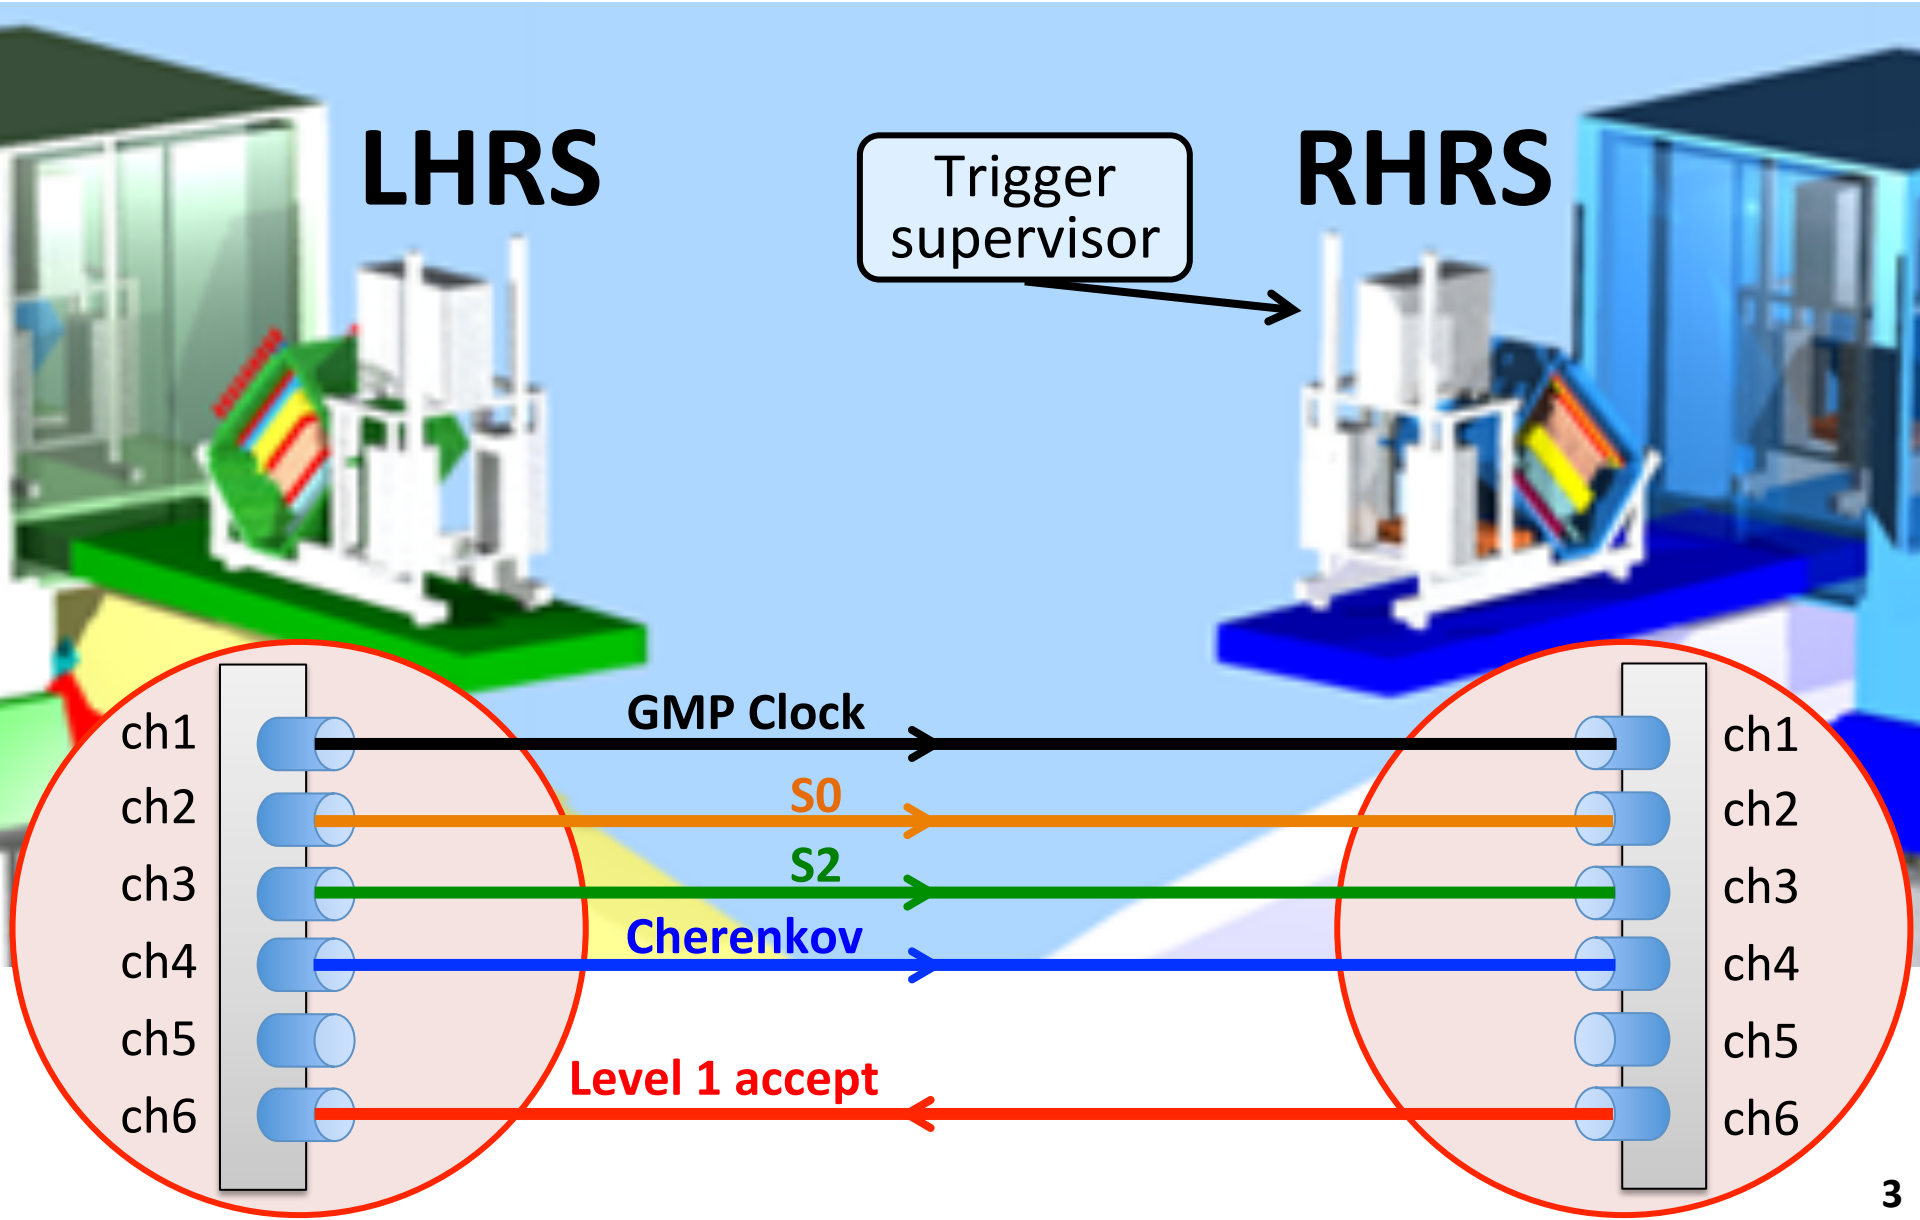 LHRS
RHRS
Trigger
supervisor
GMP Clock
S0
S2
Cherenkov
Level 1 accept
ch1
ch2
ch3
ch4
ch5
ch6
ch1
ch2
ch3
ch4
ch5
ch6
3